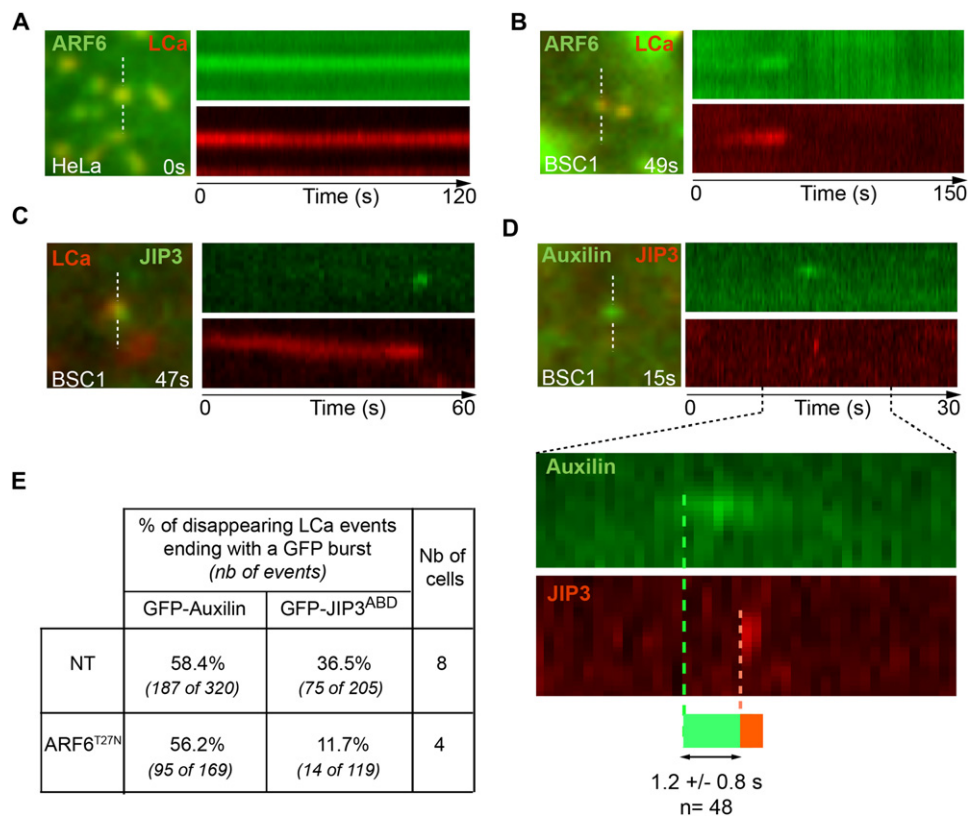 A
ARF6 LCa
HeLa 0s
0 Time (s) 120
B
ARF6 LCa
BSC1 49s
0 Time (s) 150
C
LCa JIP3
BSC1 47s
0 Time (s) 60
D
Auxilin JIP3
BSC1 15s
0 Time (s) 30
Auxilin
JIP3
1.2 +/- 0.8 s
n= 48
E
% of disappearing LCa events
ending with a GFP burst
(nb of events)
Nb of
cells
GFP-Auxilin GFP-JIP3ABD
NT 58.4% 36.5% 8
(187 of 320) (75 of 205)
ARF6T27N 56.2% 11.7% 4
(95 of 169) (14 of 119)